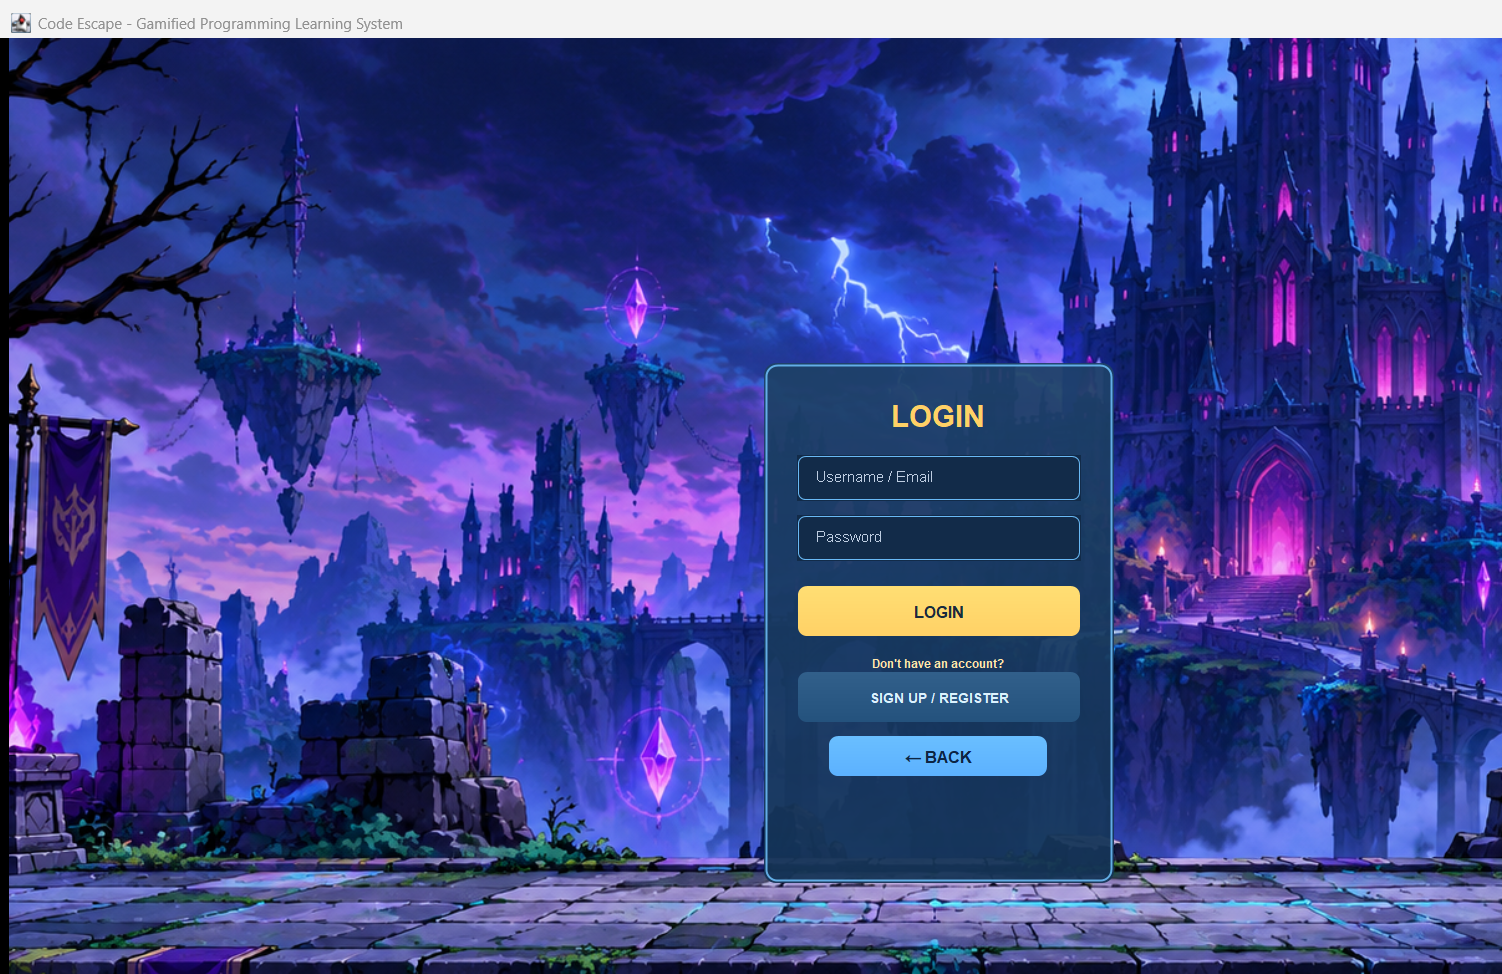 Code Escape - Gamified Programming Learning System
LOGIN
Username / Email
Password
LOGIN
Don't have an account?
SIGN UP / REGISTER
← BACK